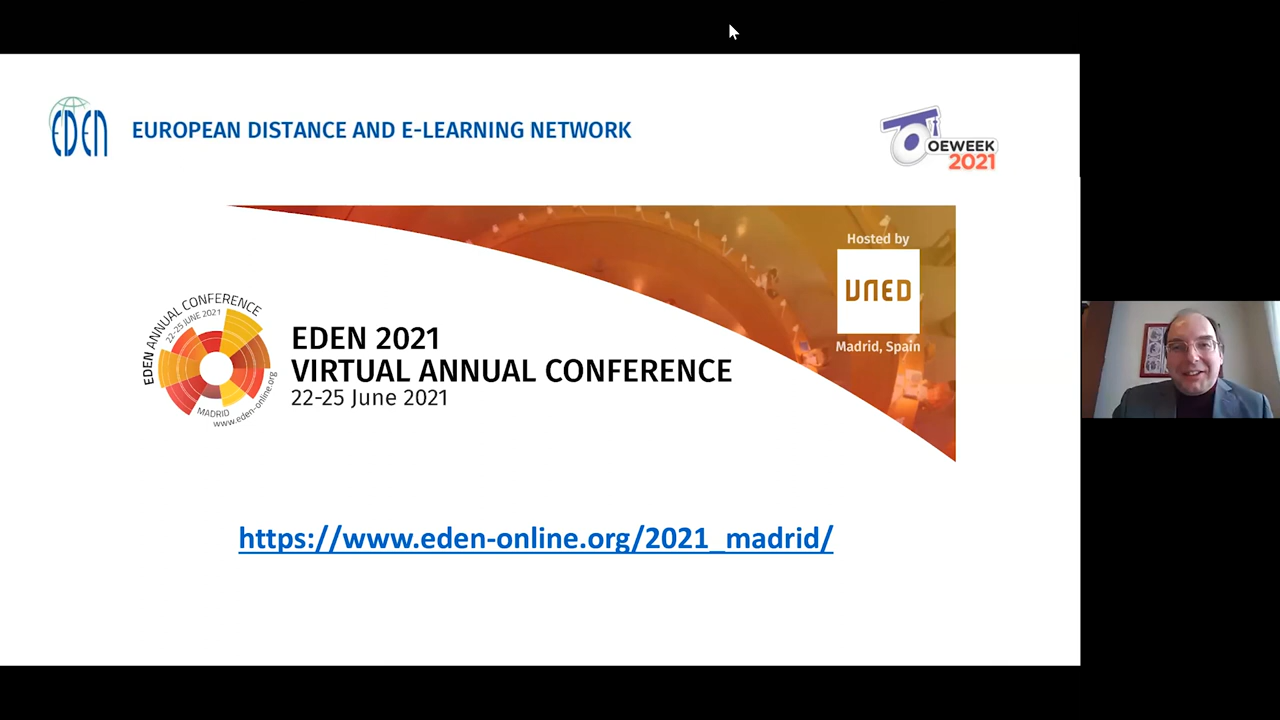 EDEN
EUROPEAN DISTANCE AND E-LEARNING NETWORK
OEWEEK
2021
Hosted by
UNED
Madrid, Spain
EDEN ANNUAL CONFERENCE
22-25 JUNE 2021
MADRID
www.eden-online.org
EDEN 2021
VIRTUAL ANNUAL CONFERENCE
22-25 June 2021
https://www.eden-online.org/2021_madrid/